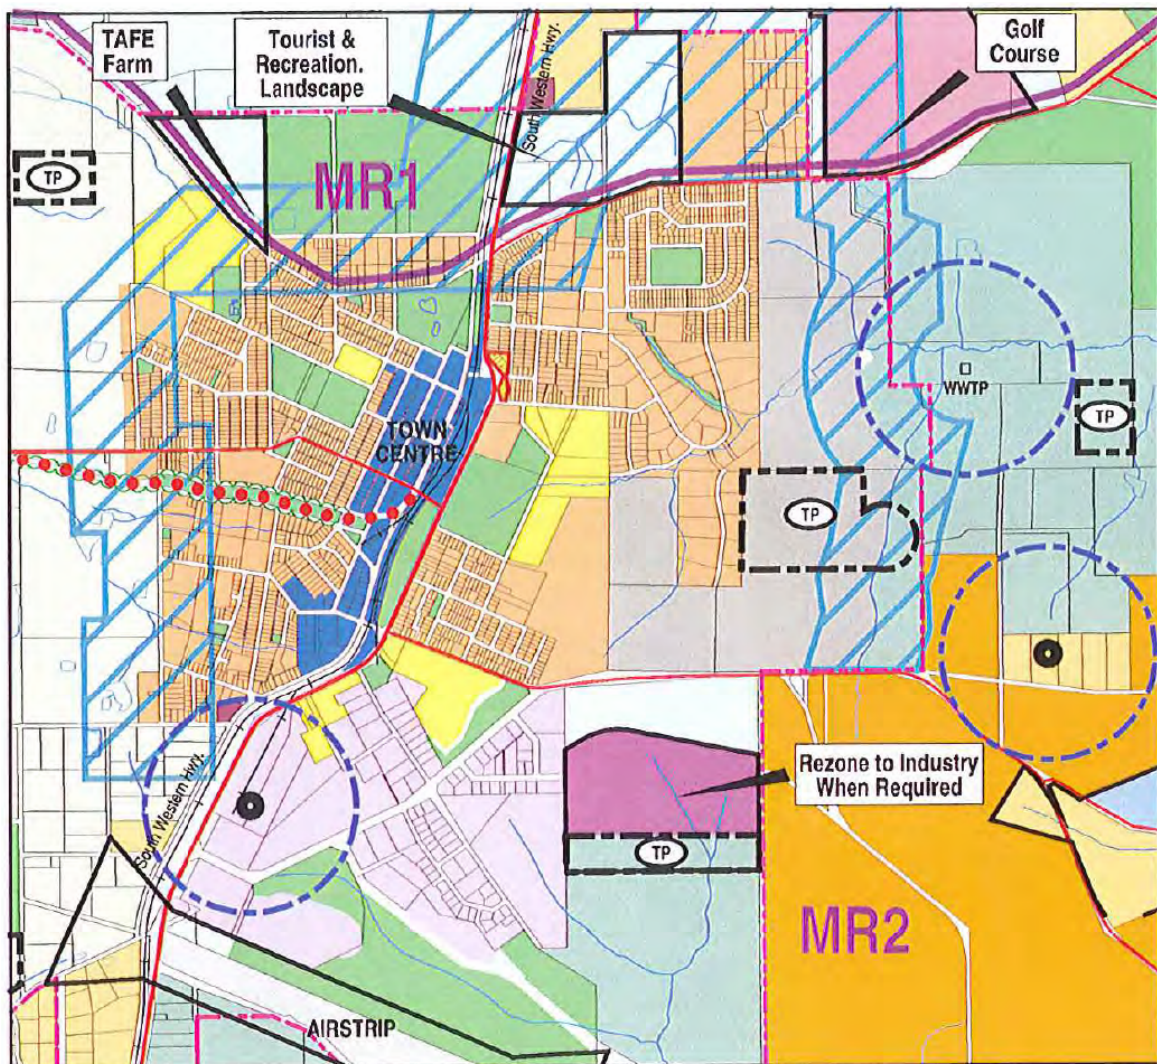 TAFE
Farm
Tourist &
Recreation.
Landscape
South Western Hwy.
Golf
Course
TP
MR1
WWTP
TP
TOWN
CENTRE
TP
South Western Hwy.
Rezone to Industry
When Required
TP
MR2
AIRSTRIP